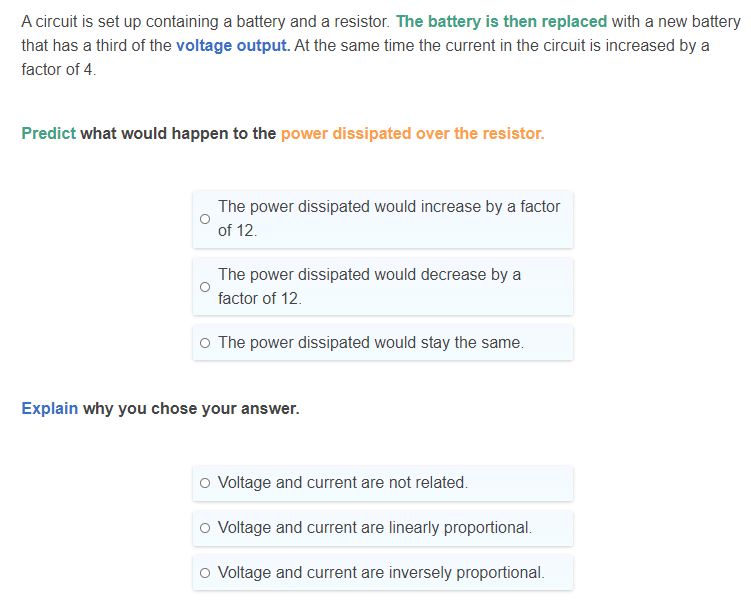 A circuit is set up containing a battery and a resistor. The battery is then replaced with a new battery
that has a third of the voltage output. At the same time the current in the circuit is increased by a
factor of 4.
Predict what would happen to the power dissipated over the resistor.
The power dissipated would increase by a factor
of 12.
The power dissipated would decrease by a
factor of 12.
The power dissipated would stay the same.
Explain why you chose your answer.
Voltage and current are not related.
Voltage and current are linearly proportional.
Voltage and current are inversely proportional.